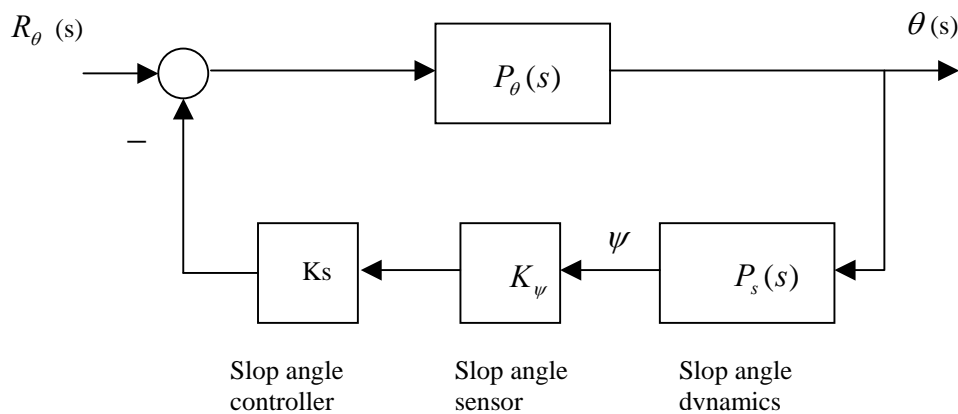 R_θ (s)
θ(s)
P_θ(s)
−
Ks
K_ψ
ψ
P_s(s)
Slop angle
controller
Slop angle
sensor
Slop angle
dynamics